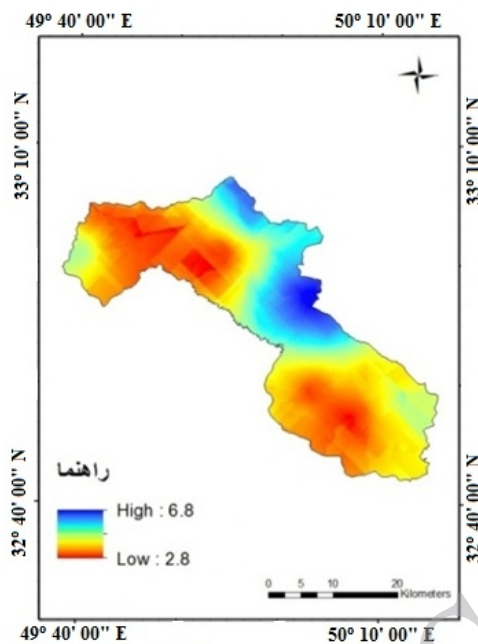 49° 40' 00'' E 50° 10' 00'' E
33° 10' 00'' N 33° 10' 00'' N
راهنما
High : 6.8
Low : 2.8
32° 40' 00'' N 32° 40' 00'' N
0 5 10 20
Kilometers
49° 40' 00'' E 50° 10' 00'' E